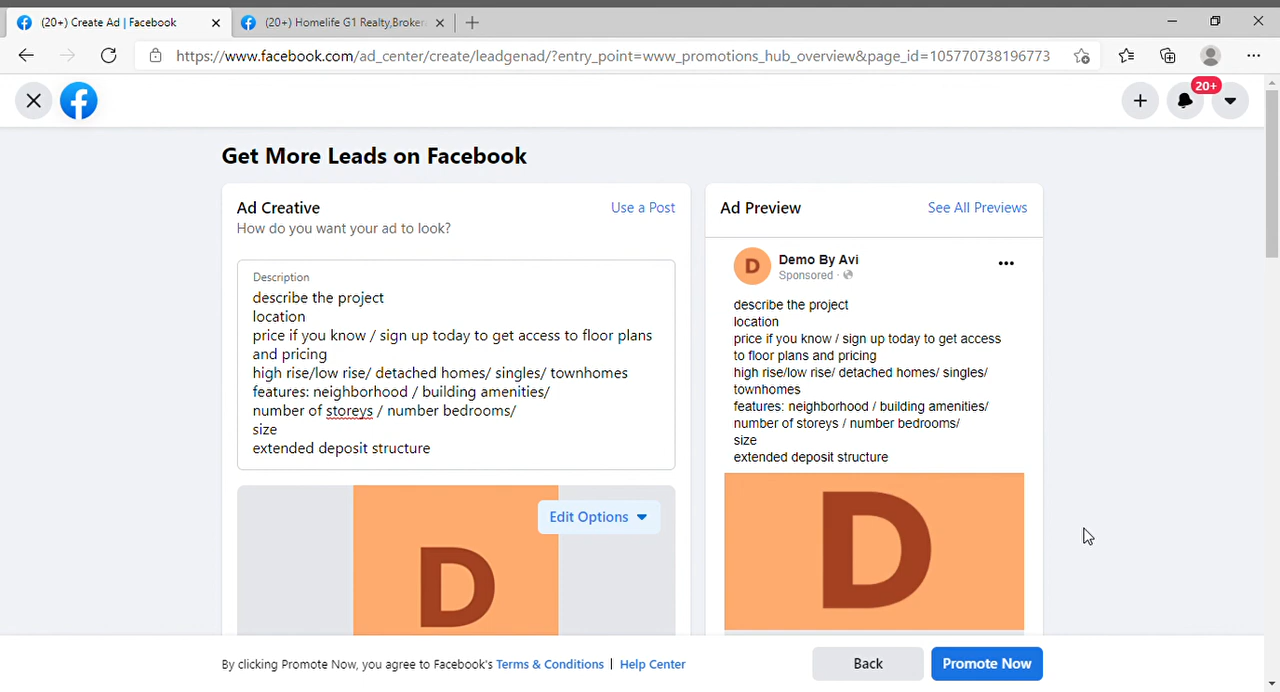 (20+) Create Ad | Facebook
(20+) Homelife G1 Realty,Broker
https://www.facebook.com/ad_center/create/leadgenad/?entry_point=www_promotions_hub_overview&page_id=105770738196773
20+
Get More Leads on Facebook
Ad Creative
Use a Post
How do you want your ad to look?
Description
describe the project
location
price if you know / sign up today to get access to floor plans
and pricing
high rise/low rise/ detached homes/ singles/ townhomes
features: neighborhood / building amenities/
number of storeys / number bedrooms/
size
extended deposit structure
Edit Options
D
Ad Preview
See All Previews
D
Demo By Avi
Sponsored ·
describe the project
location
price if you know / sign up today to get access
to floor plans and pricing
high rise/low rise/ detached homes/ singles/
townhomes
features: neighborhood / building amenities/
number of storeys / number bedrooms/
size
extended deposit structure
D
By clicking Promote Now, you agree to Facebook's Terms & Conditions | Help Center
Back
Promote Now